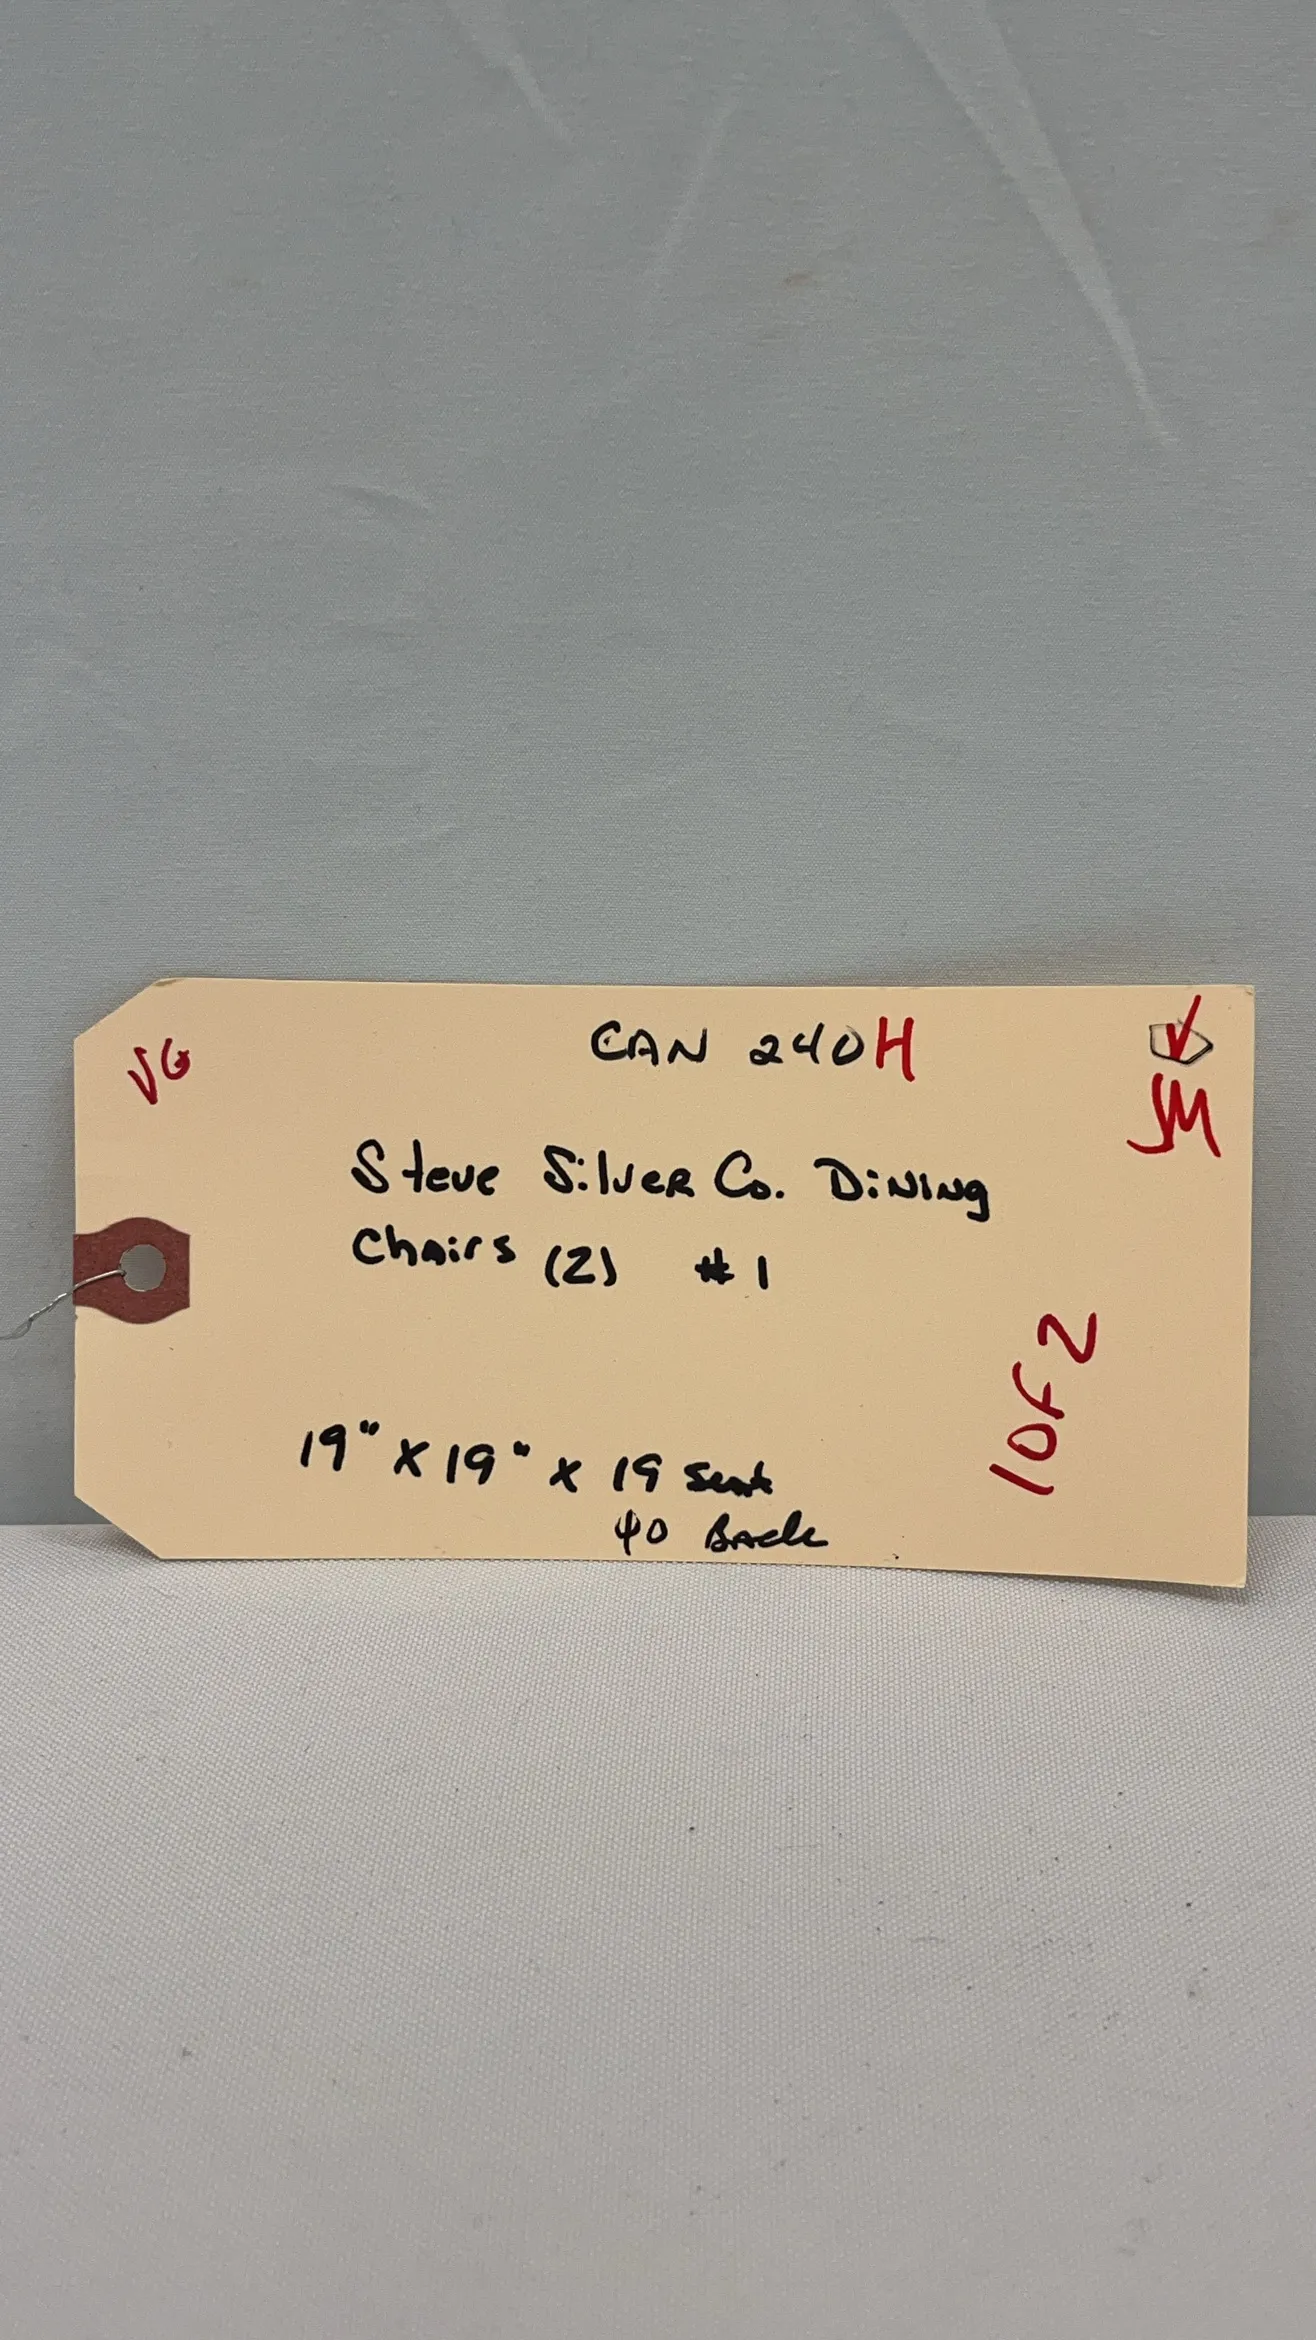 VG
CAN 240H
JM
Steve Silver Co. Dining
Chairs (2) #1
1 OF 2
19" x 19" x 19 seat
40 Back